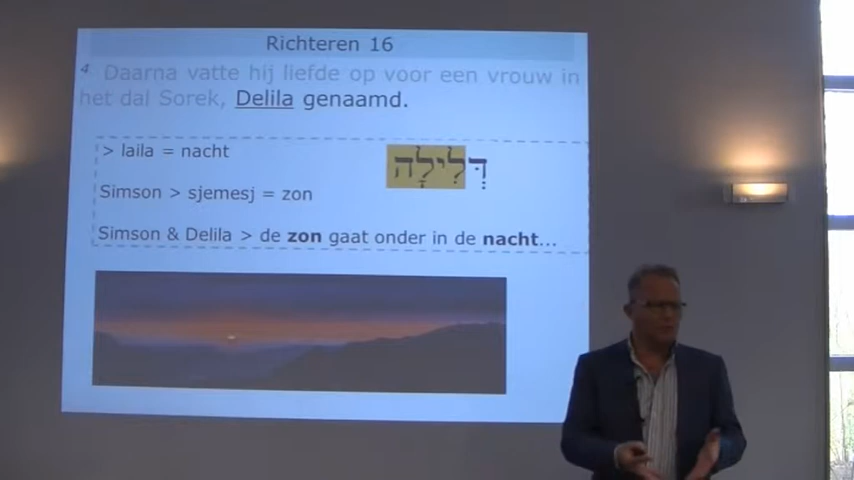 Richteren 16
4 Daarna vatte hij liefde op voor een vrouw in
het dal Sorek, Delila genaamd.
> laila = nacht
דְּלִילָה
Simson > sjemesj = zon
Simson & Delila > de zon gaat onder in de nacht...